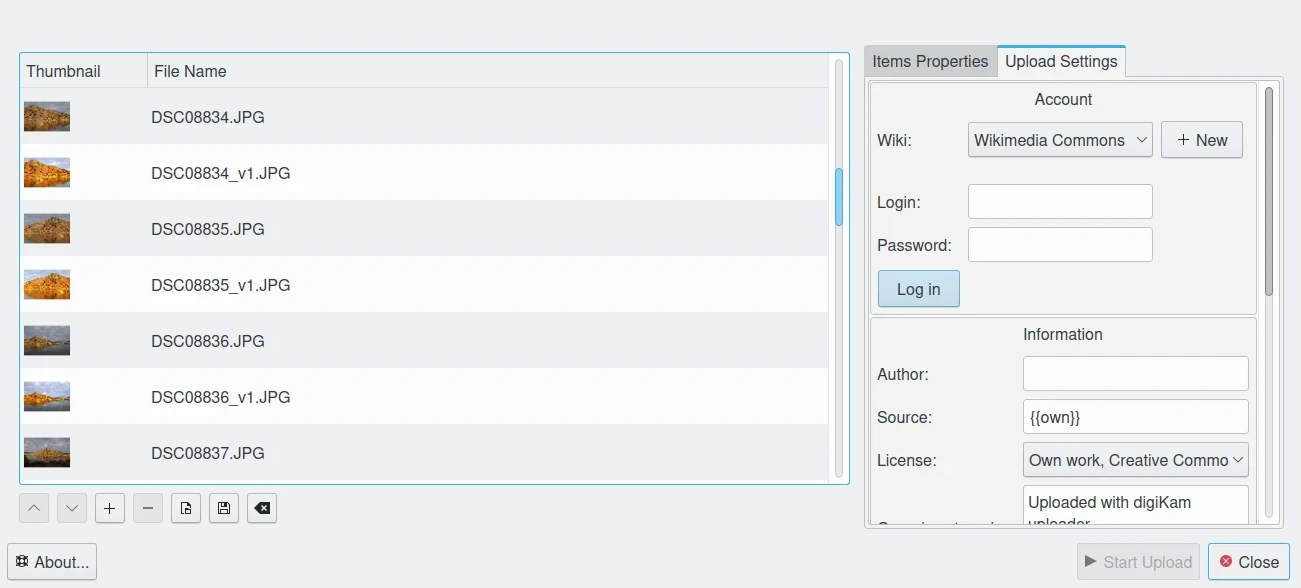 Thumbnail File Name
DSC08834.JPG
DSC08834_v1.JPG
DSC08835.JPG
DSC08835_v1.JPG
DSC08836.JPG
DSC08836_v1.JPG
DSC08837.JPG
Items Properties Upload Settings
Account
Wiki: Wikimedia Commons + New
Login:
Password:
Log in
Information
Author:
Source: {{own}}
License: Own work, Creative Commo
Uploaded with digiKam
uploader
About...
Start Upload Close